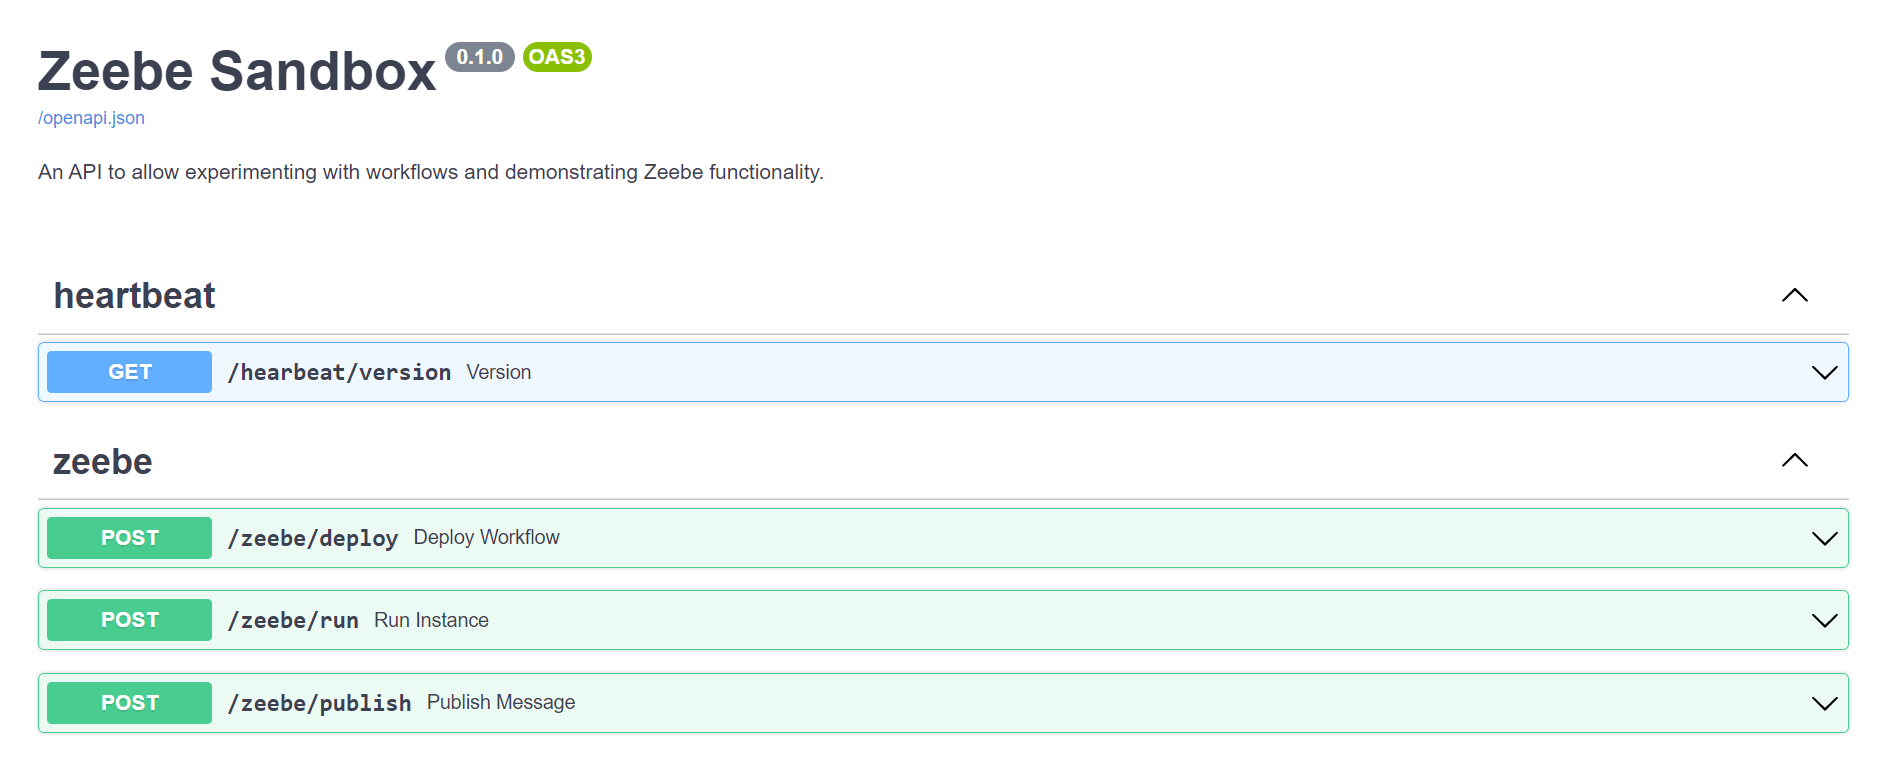 Zeebe Sandbox 0.1.0 OAS3
/openapi.json
An API to allow experimenting with workflows and demonstrating Zeebe functionality.
heartbeat
GET /hearbeat/version Version
zeebe
POST /zeebe/deploy Deploy Workflow
POST /zeebe/run Run Instance
POST /zeebe/publish Publish Message